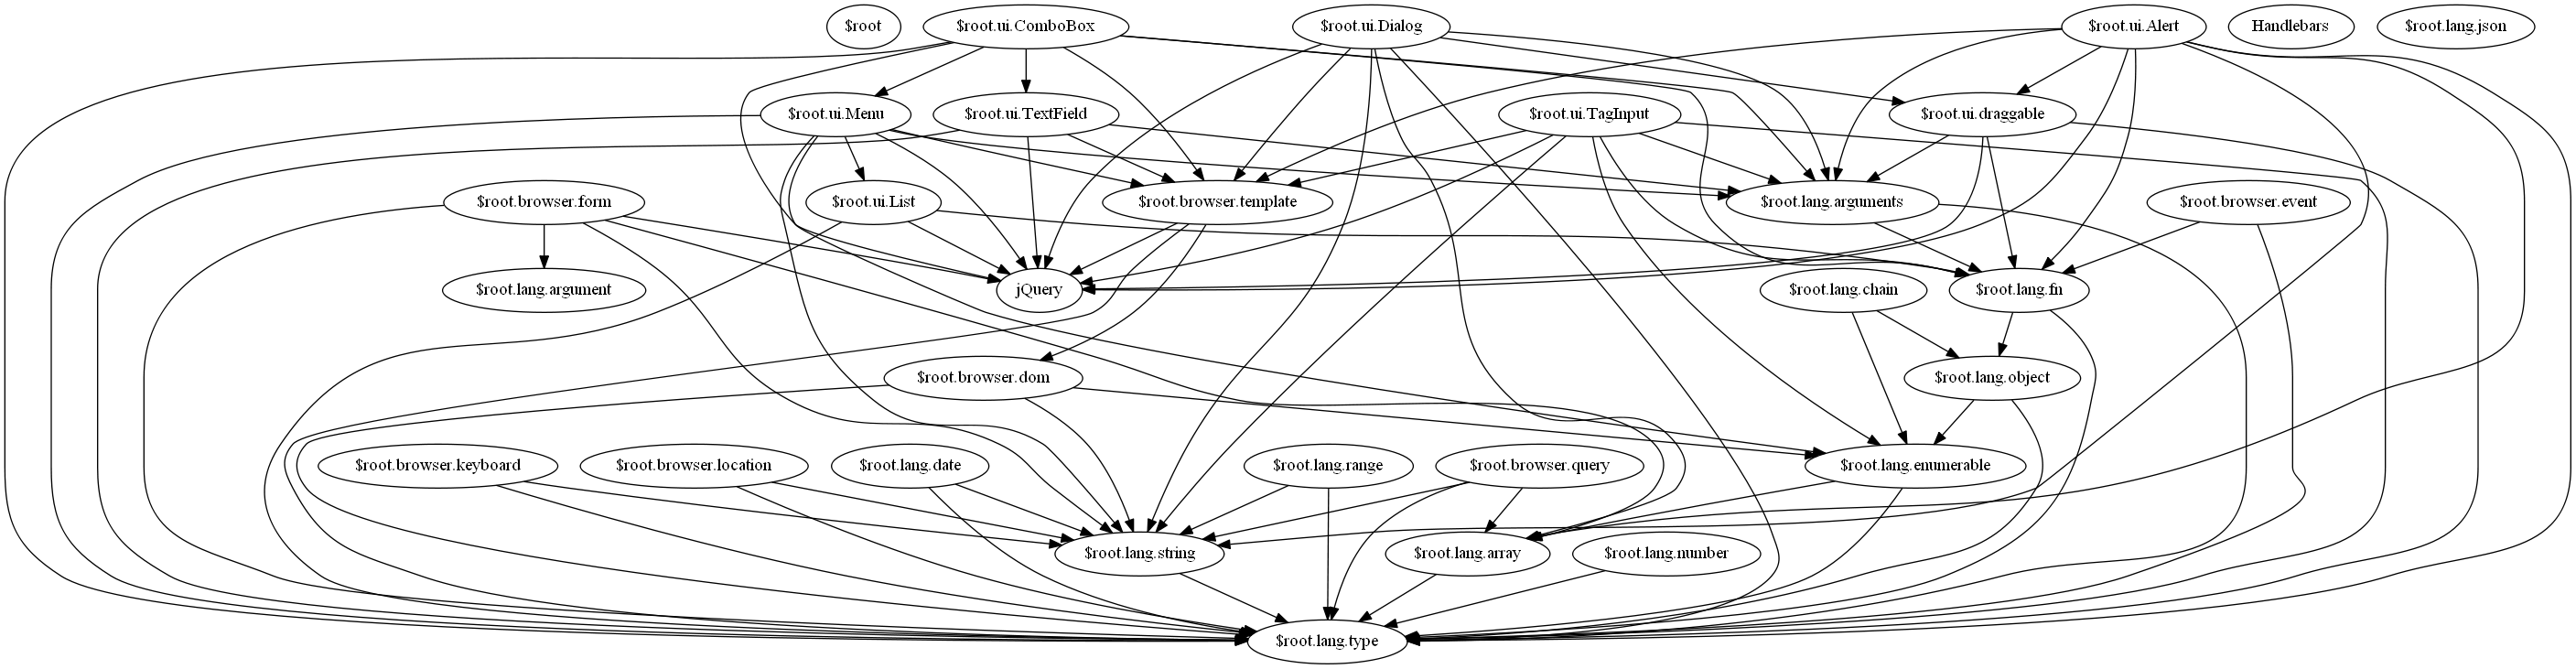 $root
$root.ui.ComboBox
$root.ui.Dialog
$root.ui.Alert
Handlebars
$root.lang.json
$root.ui.Menu
$root.ui.TextField
$root.ui.TagInput
$root.ui.draggable
$root.browser.form
$root.ui.List
$root.browser.template
$root.lang.arguments
$root.browser.event
$root.lang.argument
jQuery
$root.lang.chain
$root.lang.fn
$root.browser.dom
$root.lang.object
$root.browser.keyboard
$root.browser.location
$root.lang.date
$root.lang.range
$root.browser.query
$root.lang.enumerable
$root.lang.string
$root.lang.array
$root.lang.number
$root.lang.type